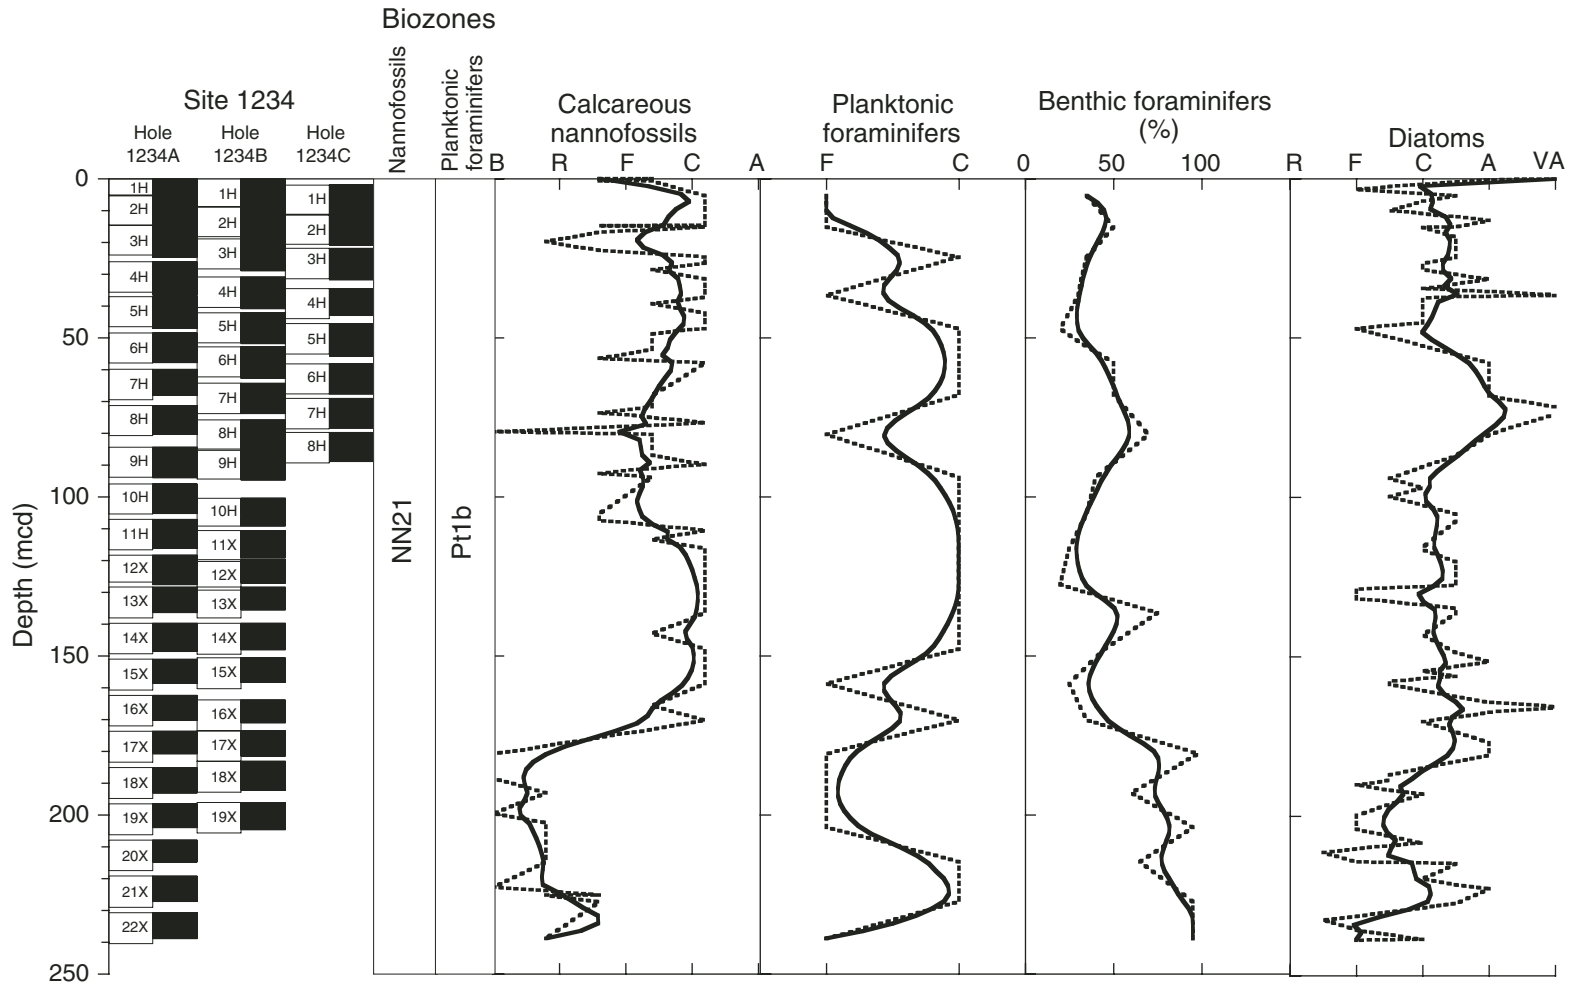 Biozones
Nannofossils
Planktonic
foraminifers
Site 1234
Hole
1234A
Hole
1234B
Hole
1234C
Calcareous
nannofossils
Planktonic
foraminifers
Benthic foraminifers
(%)
Diatoms
B R F C A
F C
0 50 100
R F C A VA
Depth (mcd)
0
50
100
150
200
250
1H
2H
3H
4H
5H
6H
7H
8H
9H
10H
11H
12X
13X
14X
15X
16X
17X
18X
19X
20X
21X
22X
1H
2H
3H
4H
5H
6H
7H
8H
9H
10H
11X
12X
13X
14X
15X
16X
17X
18X
19X
1H
2H
3H
4H
5H
6H
7H
8H
NN21
Pt1b